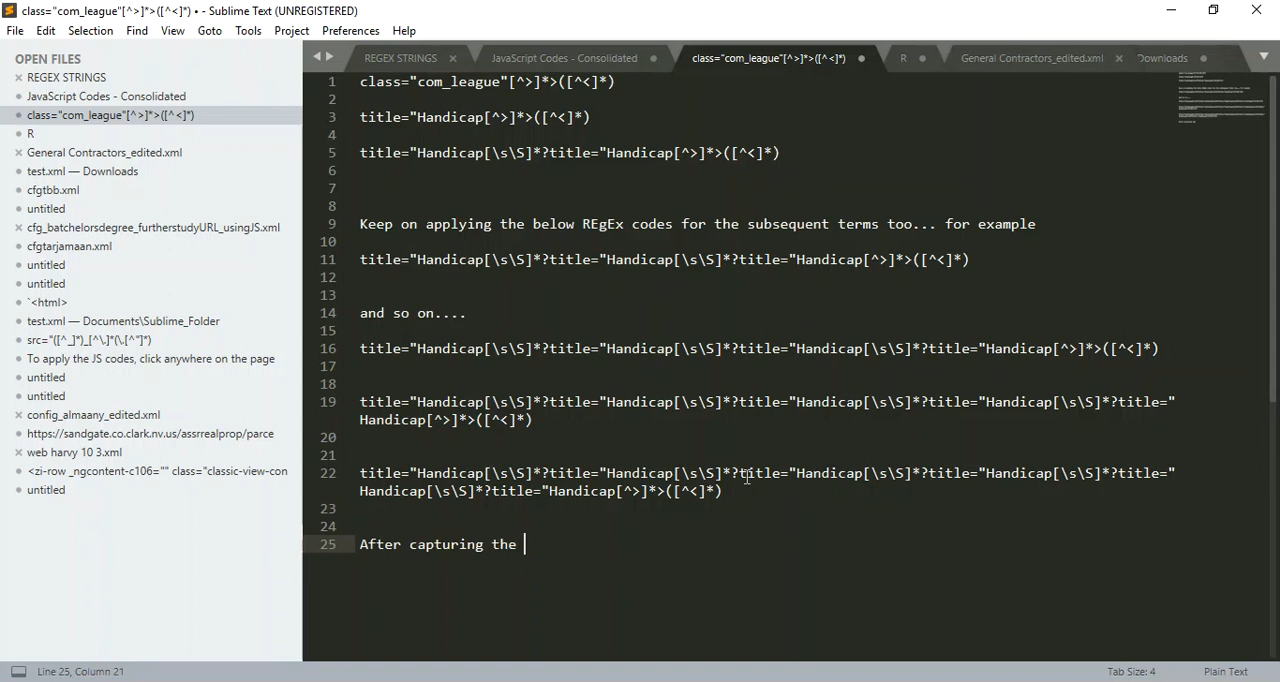 class="com_league"[^>]*>([^<]*) • - Sublime Text (UNREGISTERED)
File Edit Selection Find View Goto Tools Project Preferences Help
OPEN FILES
REGEX STRINGS
JavaScript Codes - Consolidated
class="com_league"[^>]*>([^<]*)
R
General Contractors_edited.xml
test.xml — Downloads
cfgtbb.xml
untitled
cfg_batchelorsdegree_furtherstudyURL_usingJS.xml
cfgtarjamaan.xml
untitled
untitled
`<html>
test.xml — Documents\Sublime_Folder
src="([^_]*)_[^\.]*(\.[^"]*)
To apply the JS codes, click anywhere on the page
untitled
untitled
config_almaany_edited.xml
https://sandgate.co.clark.nv.us/assrrealprop/parce
web harvy 10 3.xml
<zi-row _ngcontent-c106="" class="classic-view-con
untitled
REGEX STRINGS JavaScript Codes - Consolidated class="com_league"[^>]*>([^<]*) R General Contractors_edited.xml Downloads
1 class="com_league"[^>]*>([^<]*)
2
3 title="Handicap[^>]*>([^<]*)
4
5 title="Handicap[\s\S]*?title="Handicap[^>]*>([^<]*)
6
7
8
9 Keep on applying the below REgEx codes for the subsequent terms too... for example
10
11 title="Handicap[\s\S]*?title="Handicap[\s\S]*?title="Handicap[^>]*>([^<]*)
12
13
14 and so on....
15
16 title="Handicap[\s\S]*?title="Handicap[\s\S]*?title="Handicap[\s\S]*?title="Handicap[^>]*>([^<]*)
17
18
19 title="Handicap[\s\S]*?title="Handicap[\s\S]*?title="Handicap[\s\S]*?title="Handicap[\s\S]*?title="
Handicap[^>]*>([^<]*)
20
21
22 title="Handicap[\s\S]*?title="Handicap[\s\S]*?title="Handicap[\s\S]*?title="Handicap[\s\S]*?title="
Handicap[\s\S]*?title="Handicap[^>]*>([^<]*)
23
24
25 After capturing the
Line 25, Column 21 Tab Size: 4 Plain Text